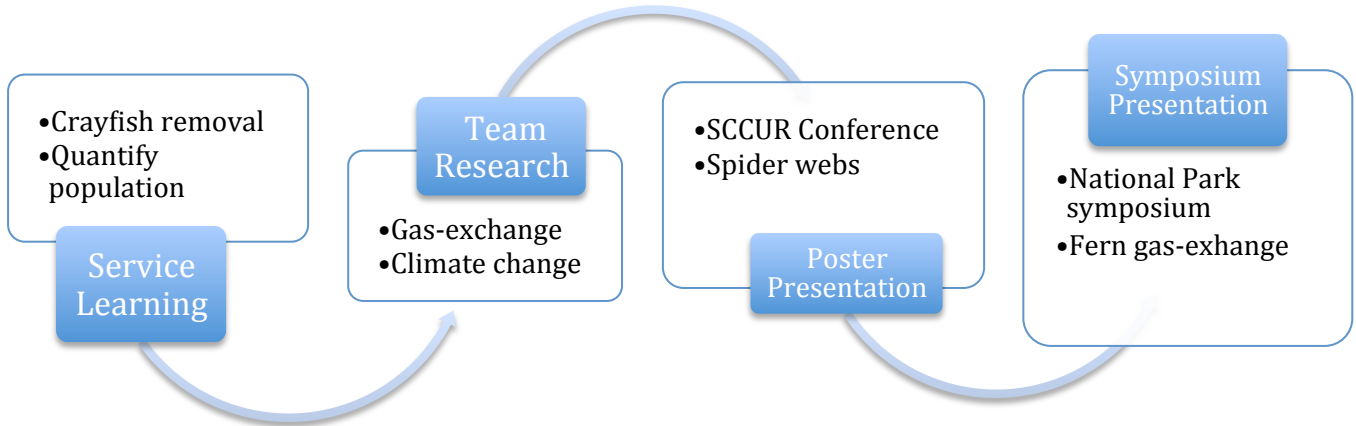 •Crayfish removal
•Quantify
population
Service
Learning
Team
Research
•Gas-exchange
•Climate change
•SCCUR Conference
•Spider webs
Poster
Presentation
Symposium
Presentation
•National Park
symposium
•Fern gas-exhange